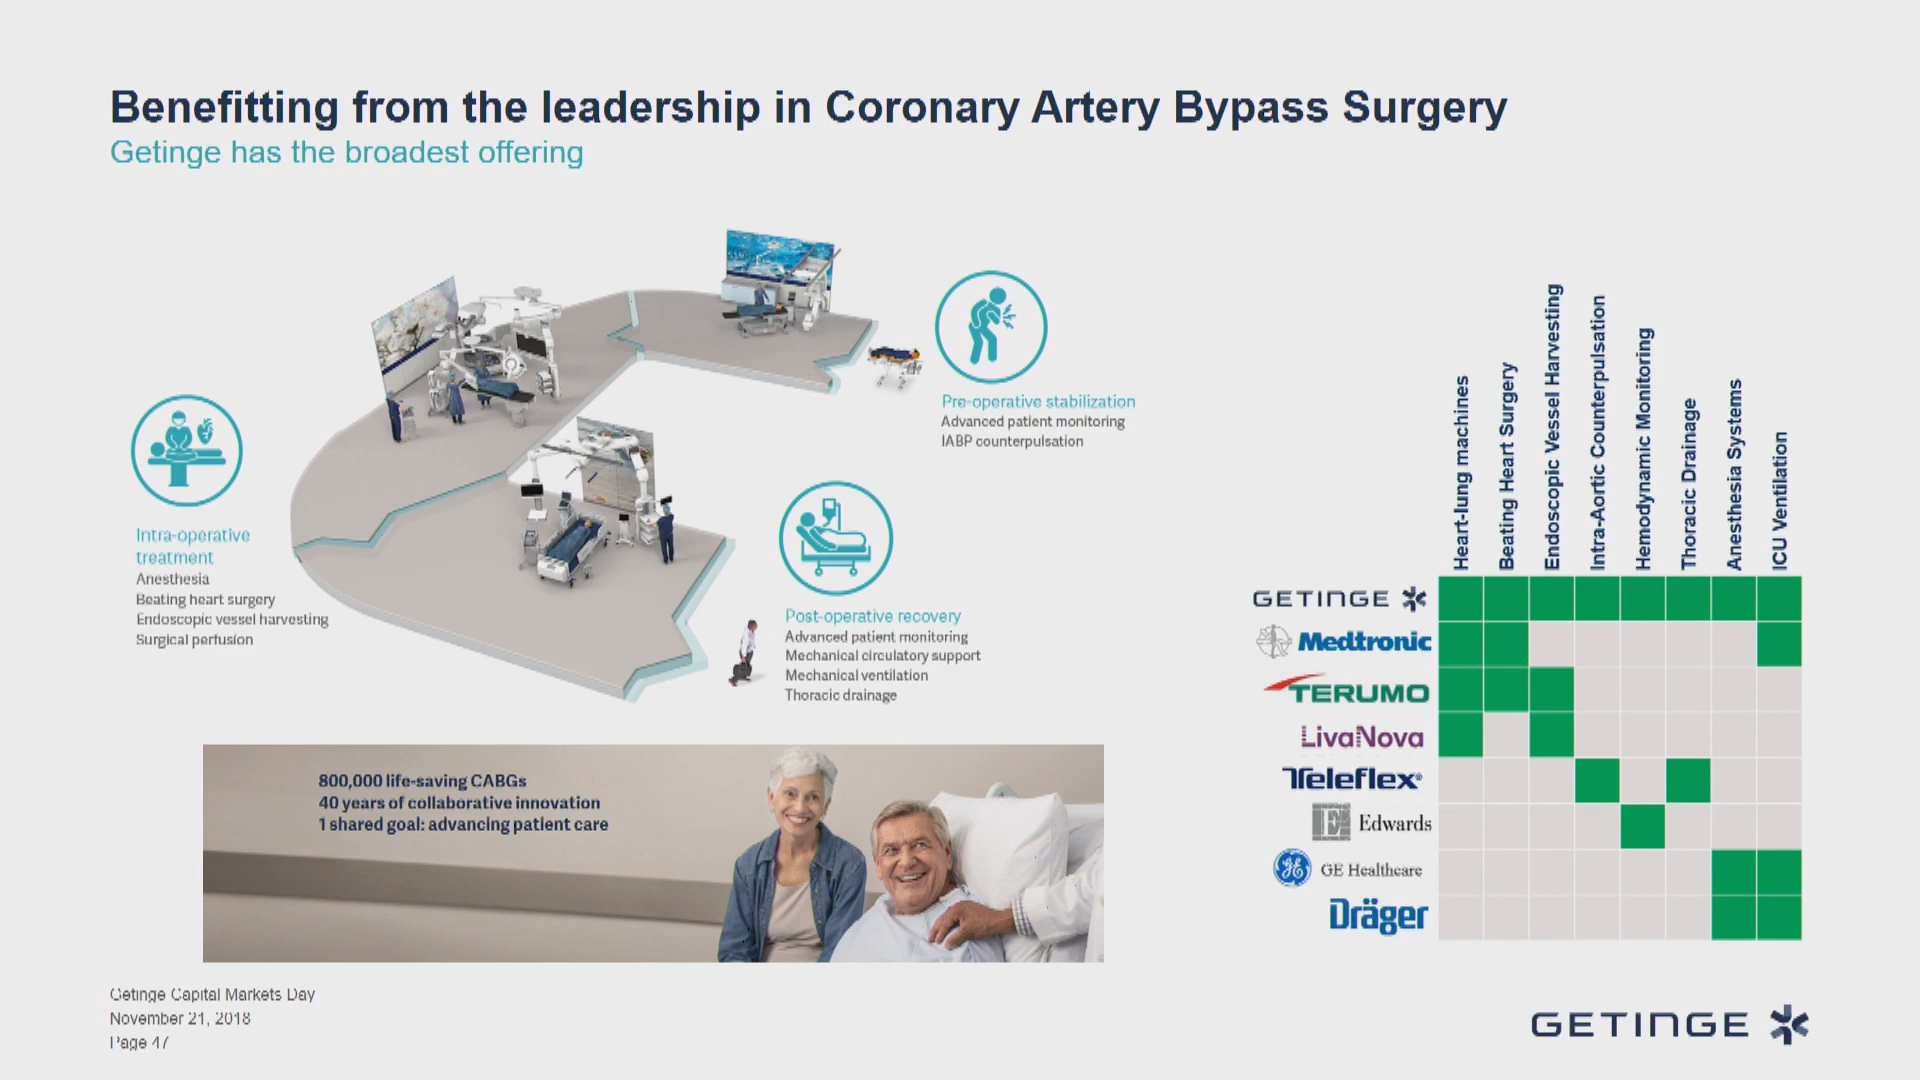 Benefitting from the leadership in Coronary Artery Bypass Surgery
Getinge has the broadest offering
Pre-operative stabilization
Advanced patient monitoring
IABP counterpulsation
Intra-operative
treatment
Anesthesia
Beating heart surgery
Endoscopic vessel harvesting
Surgical perfusion
Post-operative recovery
Advanced patient monitoring
Mechanical circulatory support
Mechanical ventilation
Thoracic drainage
800,000 life-saving CABGs
40 years of collaborative innovation
1 shared goal: advancing patient care
Heart-lung machines
Beating Heart Surgery
Endoscopic Vessel Harvesting
Intra-Aortic Counterpulsation
Hemodynamic Monitoring
Thoracic Drainage
Anesthesia Systems
ICU Ventilation
GETINGE
Medtronic
TERUMO
LivaNova
Teleflex®
E Edwards
GE GE Healthcare
Dräger
Getinge Capital Markets Day
November 21, 2018
Page 47
GETINGE